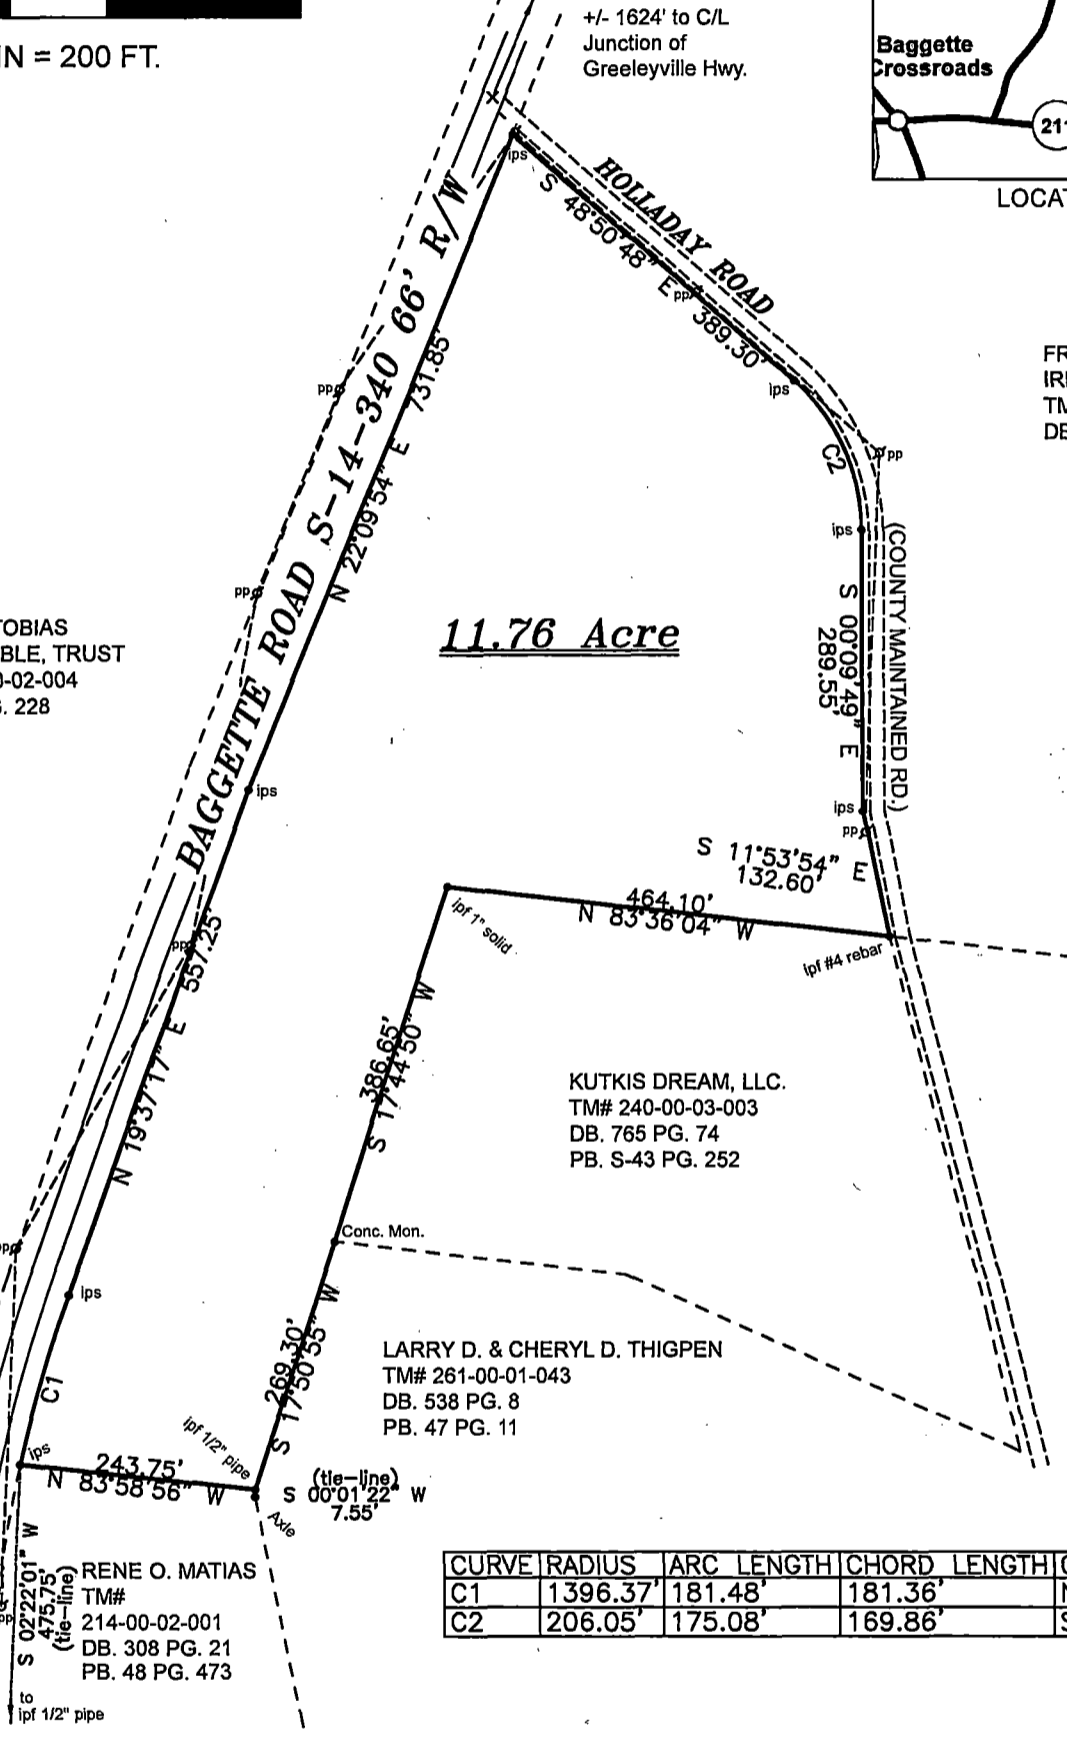 IN = 200 FT.
+/- 1624' to C/L
Junction of
Greeleyville Hwy.
Baggette
Crossroads
211
LOCAT
ips
HOLLADAY ROAD
S 48°50'48" E
389.30'
pp
ips
C2
pp
ips
(COUNTY MAINTAINED RD.)
S 00°09'49" E
289.55'
ips
pp
S 11°53'54" E
132.60'
FR
IRI
TM
DB
BAGGETTE ROAD S-14-340 66' R/W
pp
pp
N 22°09'54" E 731.85'
11.76 Acre
TOBIAS
BLE, TRUST
0-02-004
G. 228
ips
pp
N 19°37'17" E 557.25'
464.10'
N 83°36'04" W
ipf 1" solid
ipf #4 rebar
386.65'
S 17°44'50" W
KUTKIS DREAM, LLC.
TM# 240-00-03-003
DB. 765 PG. 74
PB. S-43 PG. 252
Conc. Mon.
pp
ips
C1
269.30'
S 17°50'55" W
LARRY D. & CHERYL D. THIGPEN
TM# 261-00-01-043
DB. 538 PG. 8
PB. 47 PG. 11
ipf 1/2" pipe
ips
243.75'
N 83°58'56" W
(tie-line)
S 00°01'22" W
7.55'
Axle
S 02°22'01" W
475.75'
(tie-line)
pp
to
ipf 1/2" pipe
RENE O. MATIAS
TM#
214-00-02-001
DB. 308 PG. 21
PB. 48 PG. 473
CURVE RADIUS ARC LENGTH CHORD LENGTH
C1 1396.37' 181.48' 181.36' N
C2 206.05' 175.08' 169.86' S